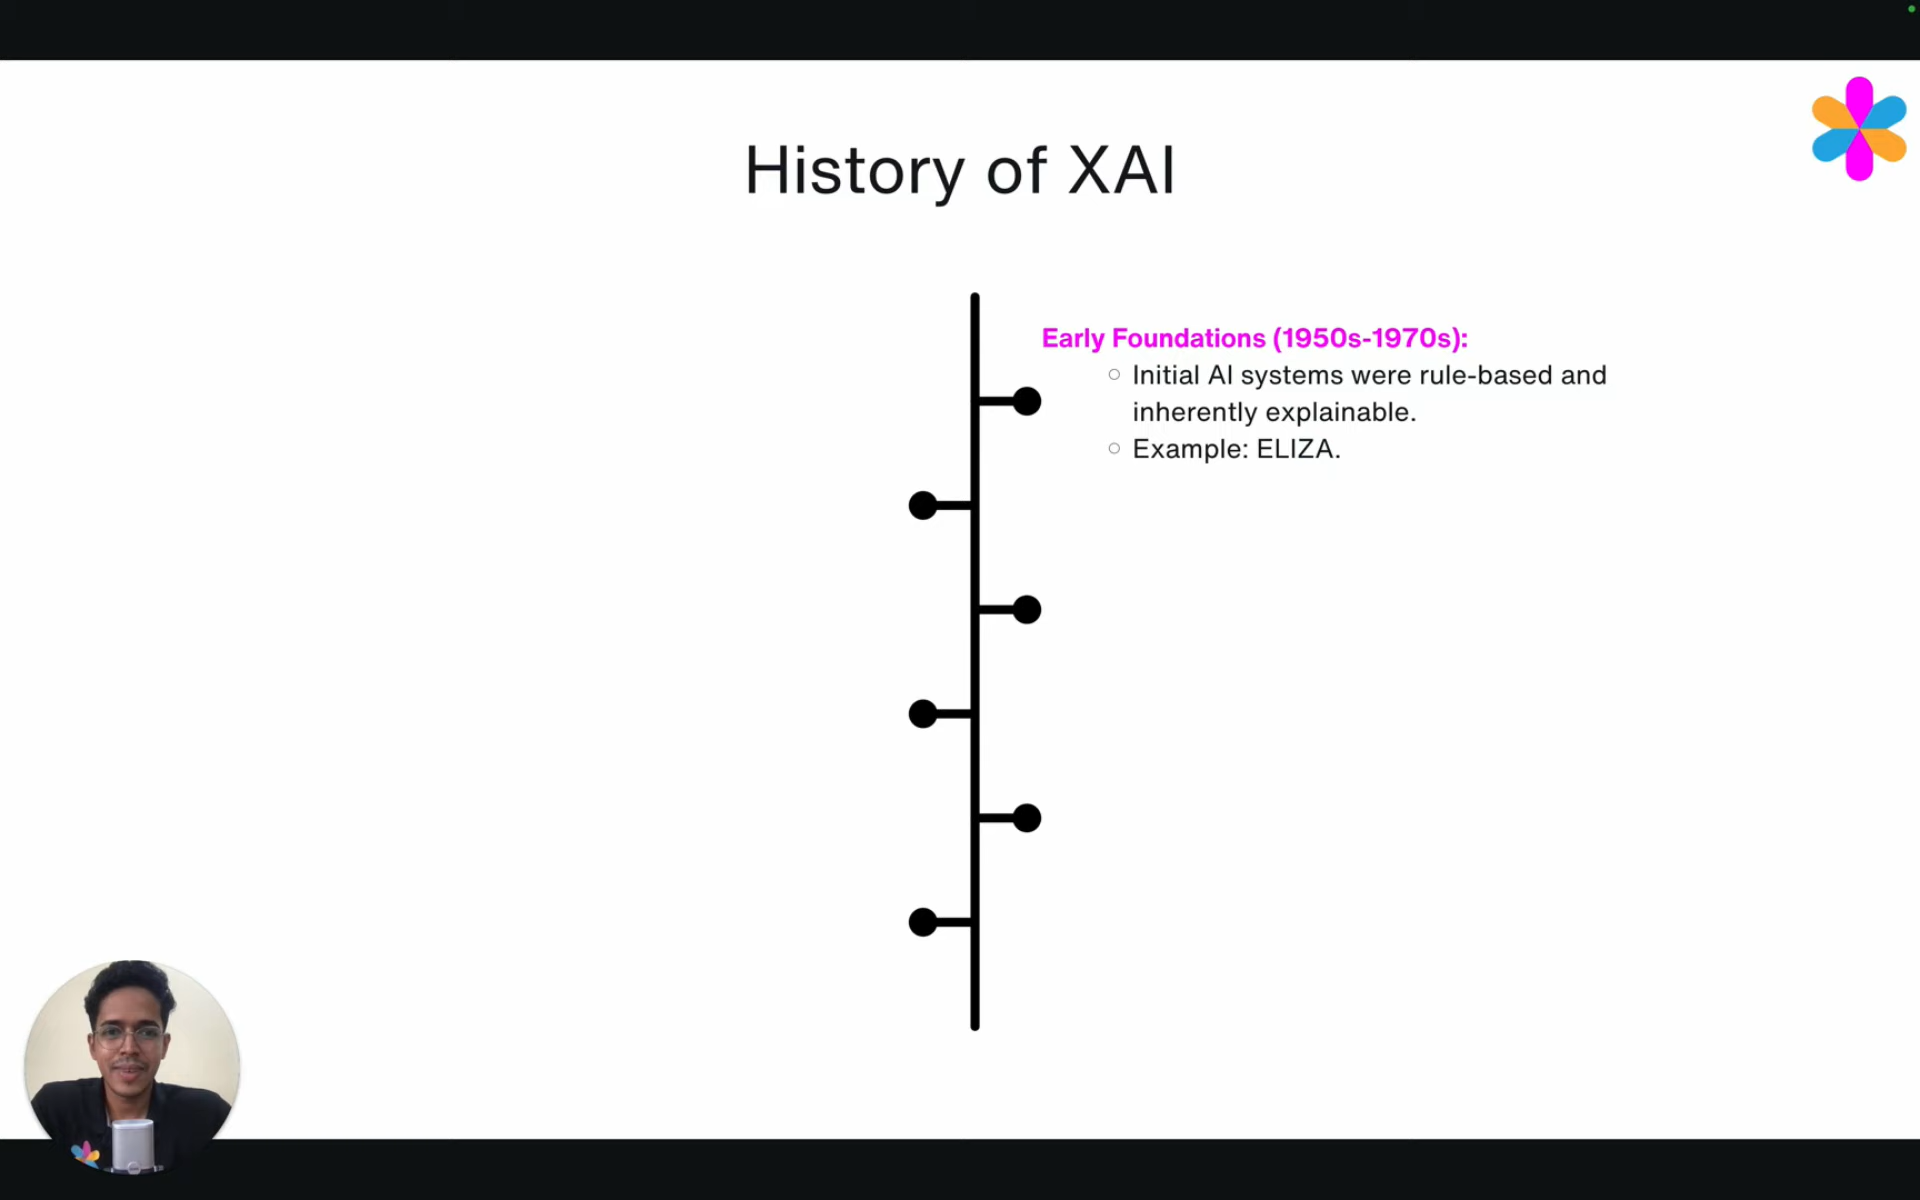 History of XAI
Early Foundations (1950s-1970s):
Initial AI systems were rule-based and
inherently explainable.
Example: ELIZA.